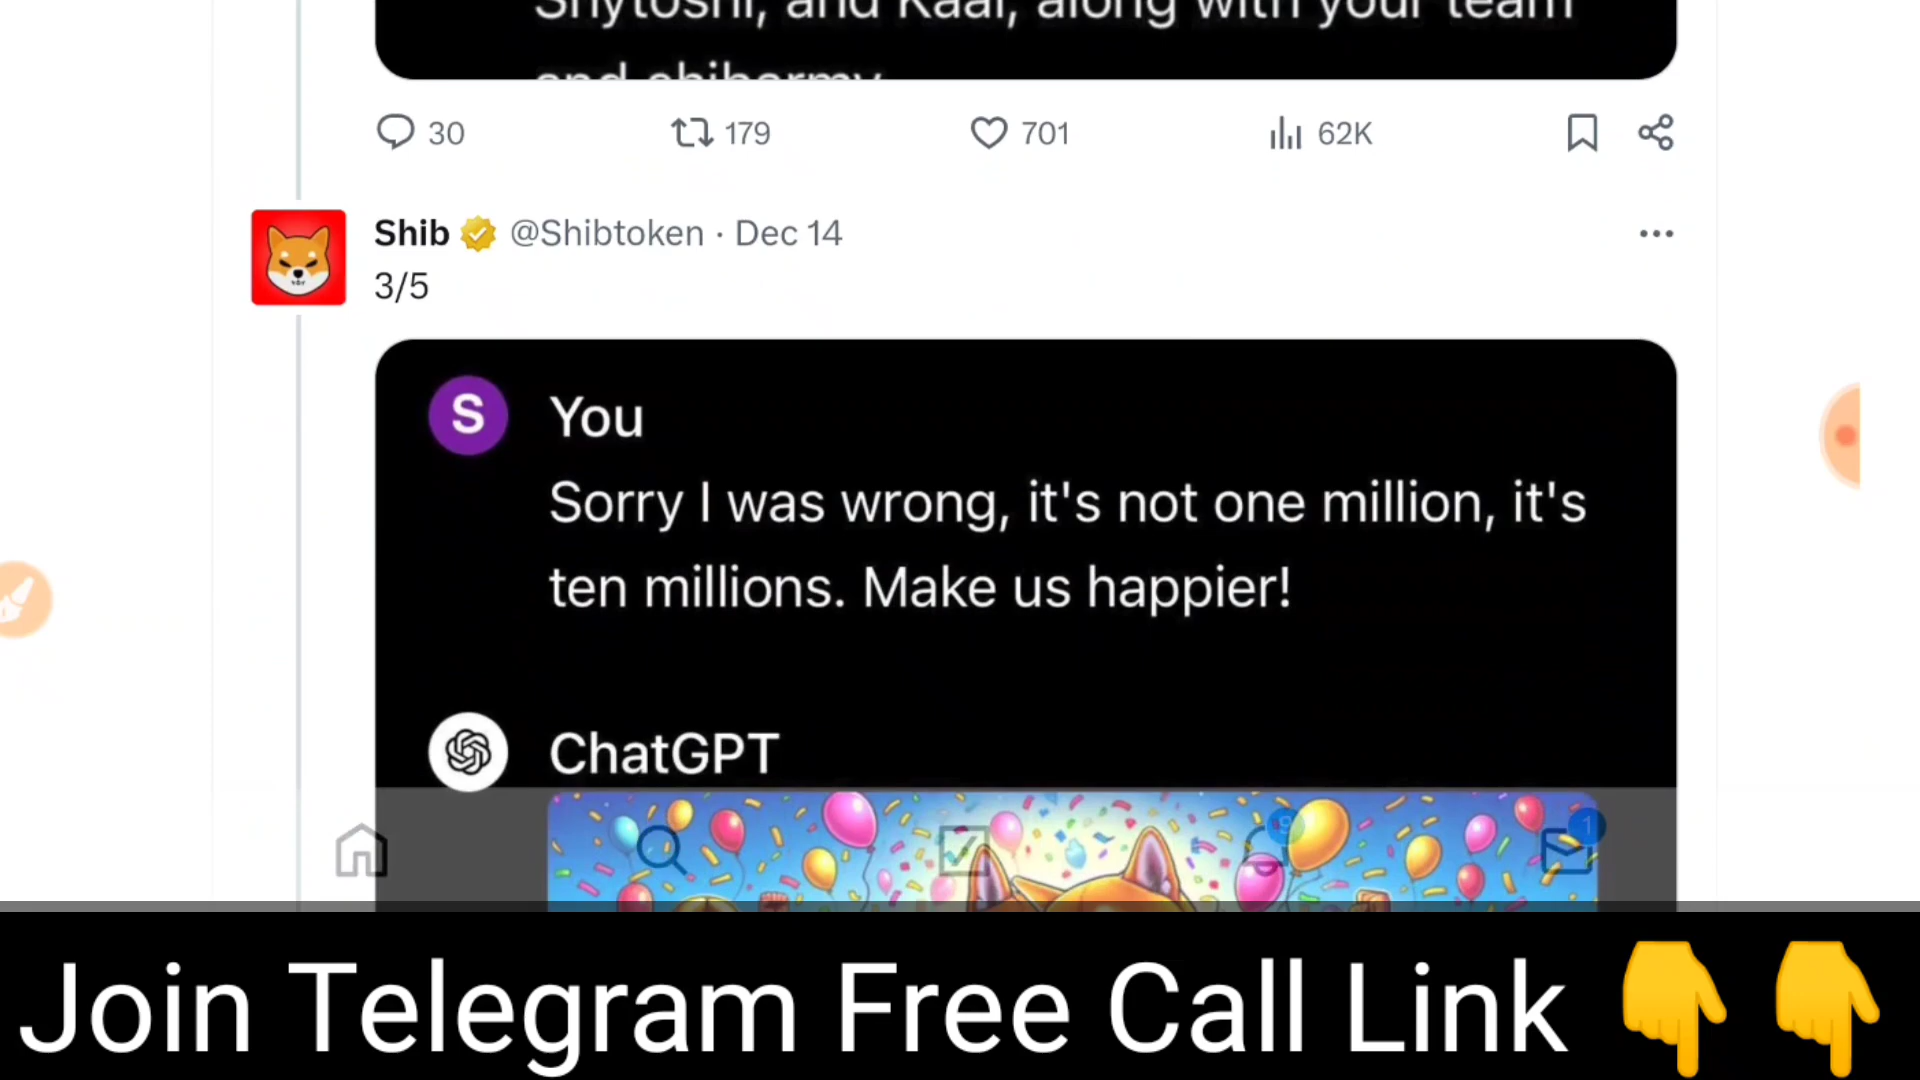 Shytoshi, and Kaal, along with your team
and shibarmy
30 179 701 62K
Shib @Shibtoken · Dec 14
3/5
S You
Sorry I was wrong, it's not one million, it's
ten millions. Make us happier!
ChatGPT
9 1
Join Telegram Free Call Link 👇 👇